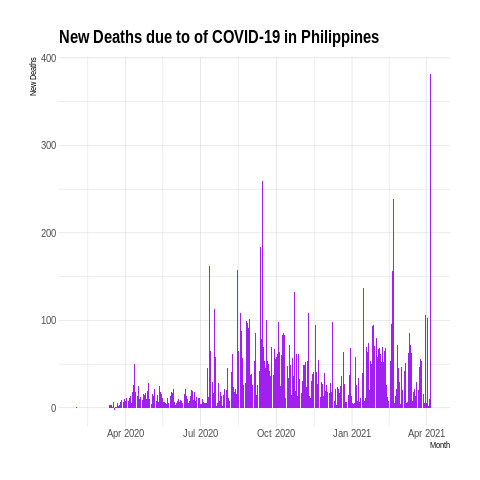 New Deaths due to of COVID-19 in Philippines
New Deaths
400
300
200
100
0
Apr 2020 Jul 2020 Oct 2020 Jan 2021 Apr 2021
Month